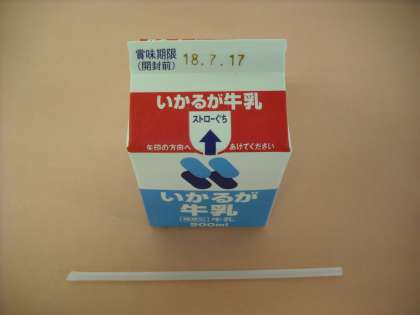 賞味期限
(開封前)
18.7.17
いかるが牛乳
ストローぐち
矢印の方向へ
あけてください
いかるが
牛乳
牛乳
500ml